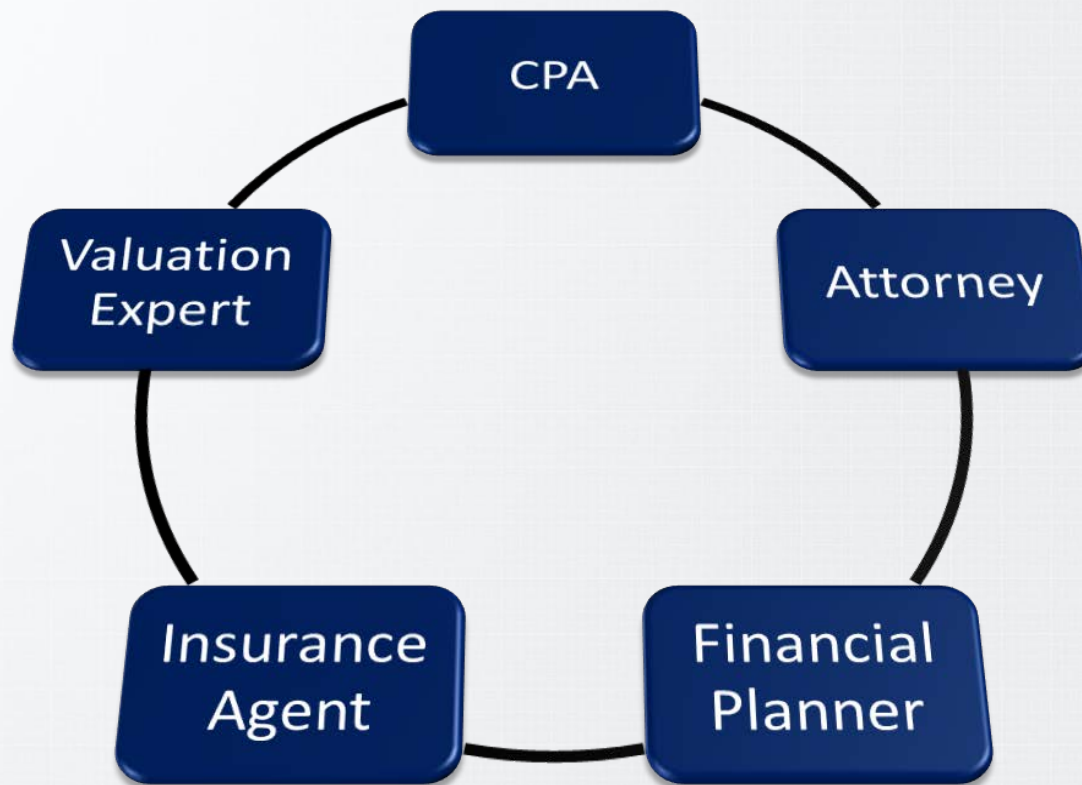 CPA
Attorney
Financial
Planner
Insurance
Agent
Valuation
Expert